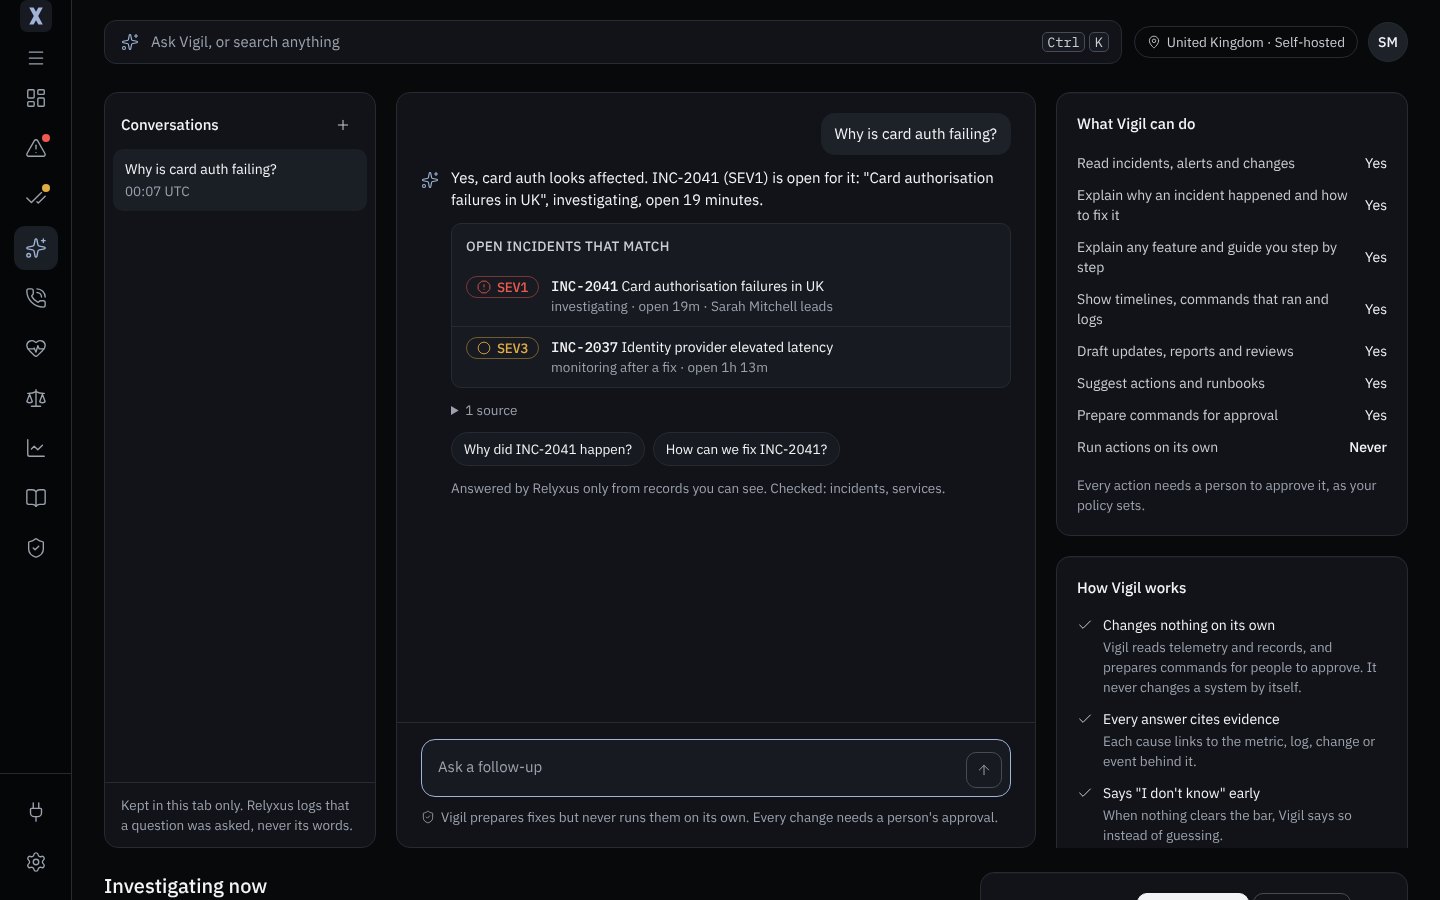 X
Ask Vigil, or search anything
Ctrl K
United Kingdom · Self-hosted
SM
Conversations
Why is card auth failing?
00:07 UTC
Kept in this tab only. Relyxus logs that
a question was asked, never its words.
Why is card auth failing?
Yes, card auth looks affected. INC-2041 (SEV1) is open for it: "Card authorisation
failures in UK", investigating, open 19 minutes.
OPEN INCIDENTS THAT MATCH
SEV1
INC-2041 Card authorisation failures in UK
investigating · open 19m · Sarah Mitchell leads
SEV3
INC-2037 Identity provider elevated latency
monitoring after a fix · open 1h 13m
1 source
Why did INC-2041 happen?
How can we fix INC-2041?
Answered by Relyxus only from records you can see. Checked: incidents, services.
Ask a follow-up
Vigil prepares fixes but never runs them on its own. Every change needs a person's approval.
What Vigil can do
Read incidents, alerts and changes Yes
Explain why an incident happened and how
to fix it Yes
Explain any feature and guide you step by
step Yes
Show timelines, commands that ran and
logs Yes
Draft updates, reports and reviews Yes
Suggest actions and runbooks Yes
Prepare commands for approval Yes
Run actions on its own Never
Every action needs a person to approve it, as your
policy sets.
How Vigil works
Changes nothing on its own
Vigil reads telemetry and records, and
prepares commands for people to approve. It
never changes a system by itself.
Every answer cites evidence
Each cause links to the metric, log, change or
event behind it.
Says "I don't know" early
When nothing clears the bar, Vigil says so
instead of guessing.
Investigating now